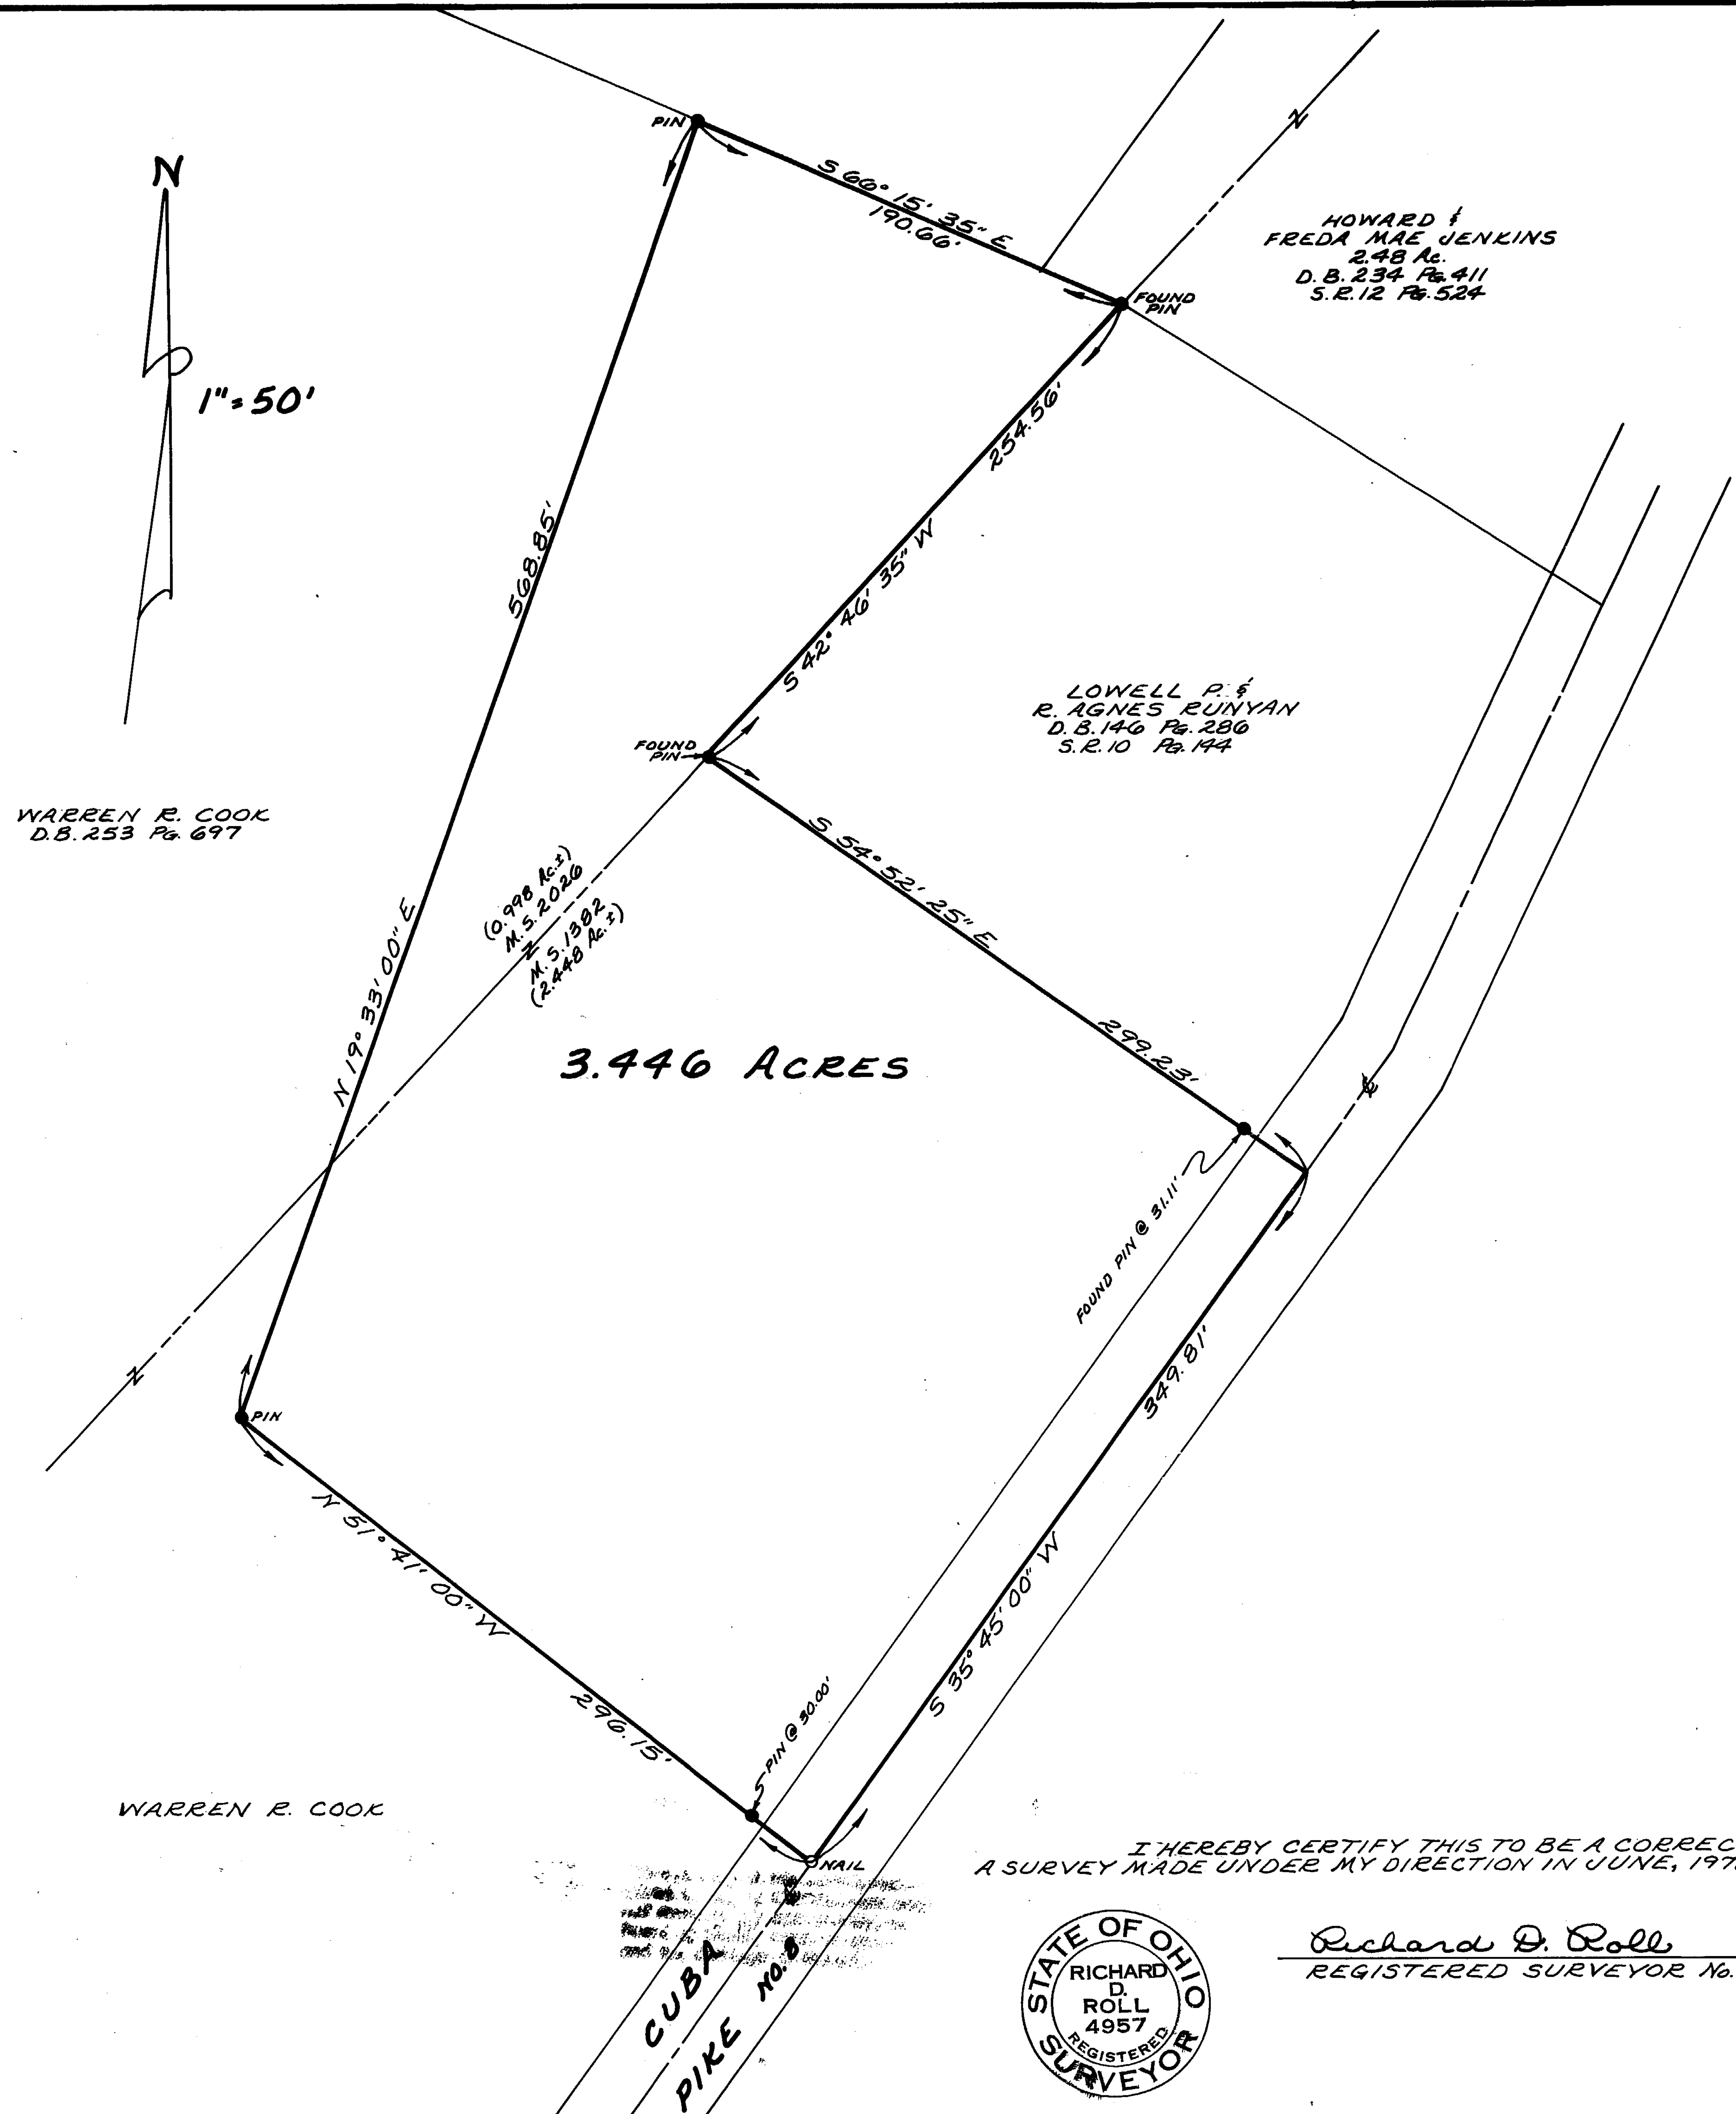 N
1"=50'
PIN
S 66° 15' 35" E
190.66'
FOUND
PIN
HOWARD &
FREDA MAE JENKINS
2.48 Ac.
D.B. 234 PG. 411
S.R. 12 PG. 524
254.56'
S 42° 46' 35" W
568.85'
N 19° 33' 00" E
LOWELL P. &
R. AGNES RUNYAN
D.B. 146 PG. 286
S.R. 10 PG. 144
FOUND
PIN
WARREN R. COOK
D.B. 253 PG. 697
(0.998 Ac.±)
M.S. 2026
M.S. 1382
(2.448 Ac.±)
S 54° 52' 25" E
299.23'
3.446 ACRES
FOUND PIN @ 31.11'
349.81'
S 35° 45' 00" W
PIN
N 51° 41' 00" W
296.15'
PIN @ 30.00'
NAIL
WARREN R. COOK
CUBA
PIKE NO. 8
I HEREBY CERTIFY THIS TO BE A CORREC
A SURVEY MADE UNDER MY DIRECTION IN JUNE, 197
STATE OF OHIO
RICHARD
D.
ROLL
4957
REGISTERED
SURVEYOR
Richard D. Roll
REGISTERED SURVEYOR No.